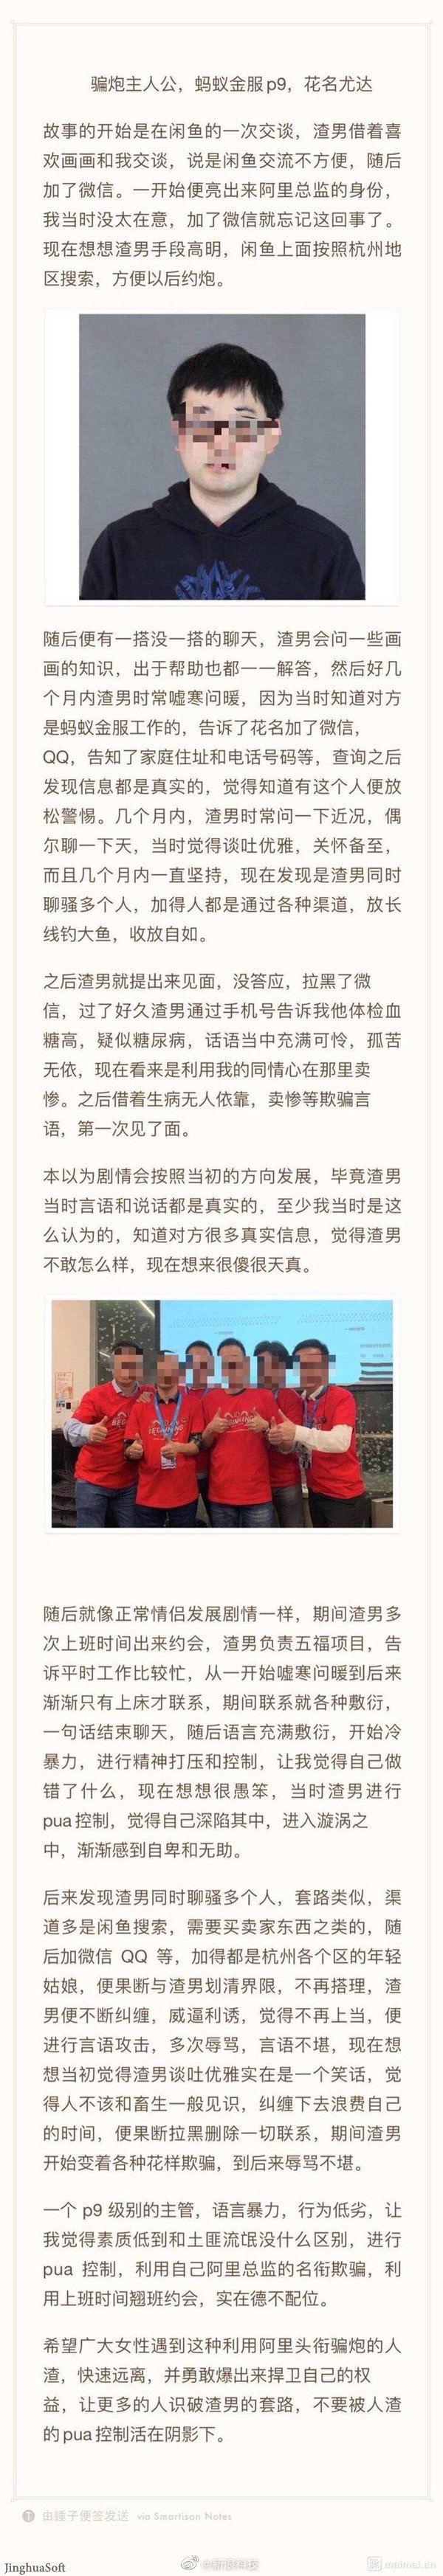 骗炮主人公，蚂蚁金服p9，花名尤达
故事的开始是在闲鱼的一次交谈，渣男借着喜
欢画画和我交谈，说是闲鱼交流不方便，随后
加了微信。一开始便亮出来阿里总监的身份，
我当时没太在意，加了微信就忘记这回事了。
现在想想渣男手段高明，闲鱼上面按照杭州地
区搜索，方便以后约炮。
随后便有一搭没一搭的聊天，渣男会问一些画
画的知识，出于帮助也都一一解答，然后好几
个月内渣男时常嘘寒问暖，因为当时知道对方
是蚂蚁金服工作的，告诉了花名加了微信，
QQ，告知了家庭住址和电话号码等，查询之后
发现信息都是真实的，觉得知道有这个人便放
松警惕。几个月内，渣男时常问一下近况，偶
尔聊一下天，当时觉得谈吐优雅，关怀备至，
而且几个月内一直坚持，现在发现是渣男同时
聊骚多个人，加得人都是通过各种渠道，放长
线钓大鱼，收放自如。
之后渣男就提出来见面，没答应，拉黑了微
信，过了好久渣男通过手机号告诉我他体检血
糖高，疑似糖尿病，话语当中充满可怜，孤苦
无依，现在看来是利用我的同情心在那里卖
惨。之后借着生病无人依靠，卖惨等欺骗言
语，第一次见了面。
本以为剧情会按照当初的方向发展，毕竟渣男
当时言语和说话都是真实的，至少我当时是这
么认为的，知道对方很多真实信息，觉得渣男
不敢怎么样，现在想来很傻很天真。
随后就像正常情侣发展剧情一样，期间渣男多
次上班时间出来约会，渣男负责五福项目，告
诉平时工作比较忙，从一开始嘘寒问暖到后来
渐渐只有上床才联系，期间联系就各种敷衍，
一句话结束聊天，随后语言充满敷衍，开始冷
暴力，进行精神打压和控制，让我觉得自己做
错了什么，现在想想很愚笨，当时渣男进行
pua控制，觉得自己深陷其中，进入漩涡之
中，渐渐感到自卑和无助。
后来发现渣男同时聊骚多个人，套路类似，渠
道多是闲鱼搜索，需要买卖家东西之类的，随
后加微信 QQ 等，加得都是杭州各个区的年轻
姑娘，便果断与渣男划清界限，不再搭理，渣
男便不断纠缠，威逼利诱，觉得不再上当，便
进行言语攻击，多次辱骂，言语不堪，现在想
想当初觉得渣男谈吐优雅实在是一个笑话，觉
得人不该和畜生一般见识，纠缠下去浪费自己
的时间，便果断拉黑删除一切联系，期间渣男
开始变着各种花样欺骗，到后来辱骂不堪。
一个 p9 级别的主管，语言暴力，行为低劣，让
我觉得素质低到和土匪流氓没什么区别，进行
pua 控制，利用自己阿里总监的名衔欺骗，利
用上班时间翘班约会，实在德不配位。
希望广大女性遇到这种利用阿里头衔骗炮的人
渣，快速远离，并勇敢爆出来捍卫自己的权
益，让更多的人识破渣男的套路，不要被人渣
的pua控制活在阴影下。
由锤子便签发送 via Smartisan Notes
JinghuaSoft
@新浪科技
maimai.cn